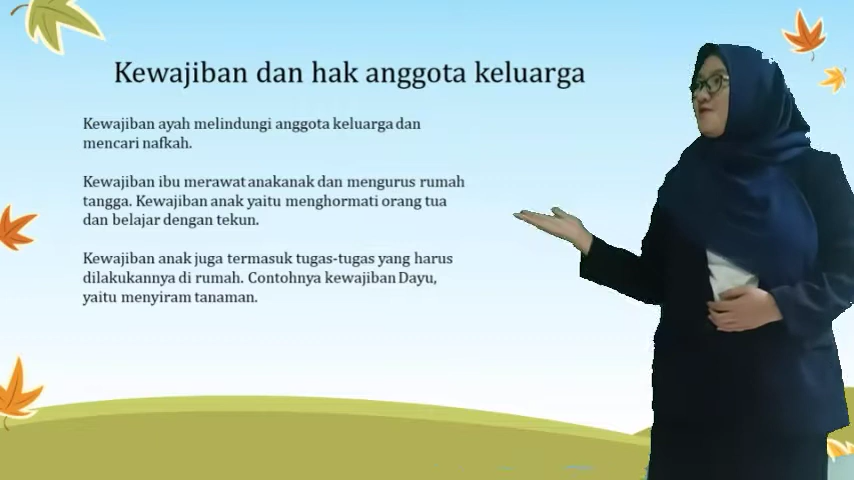 Kewajiban dan hak anggota keluarga
Kewajiban ayah melindungi anggota keluarga dan
mencari nafkah.
Kewajiban ibu merawat anakanak dan mengurus rumah
tangga. Kewajiban anak yaitu menghormati orang tua
dan belajar dengan tekun.
Kewajiban anak juga termasuk tugas-tugas yang harus
dilakukannya di rumah. Contohnya kewajiban Dayu,
yaitu menyiram tanaman.